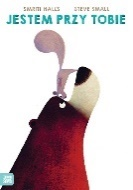 SMRITI HALLS STEVE SMALL
JESTEM PRZY TOBIE